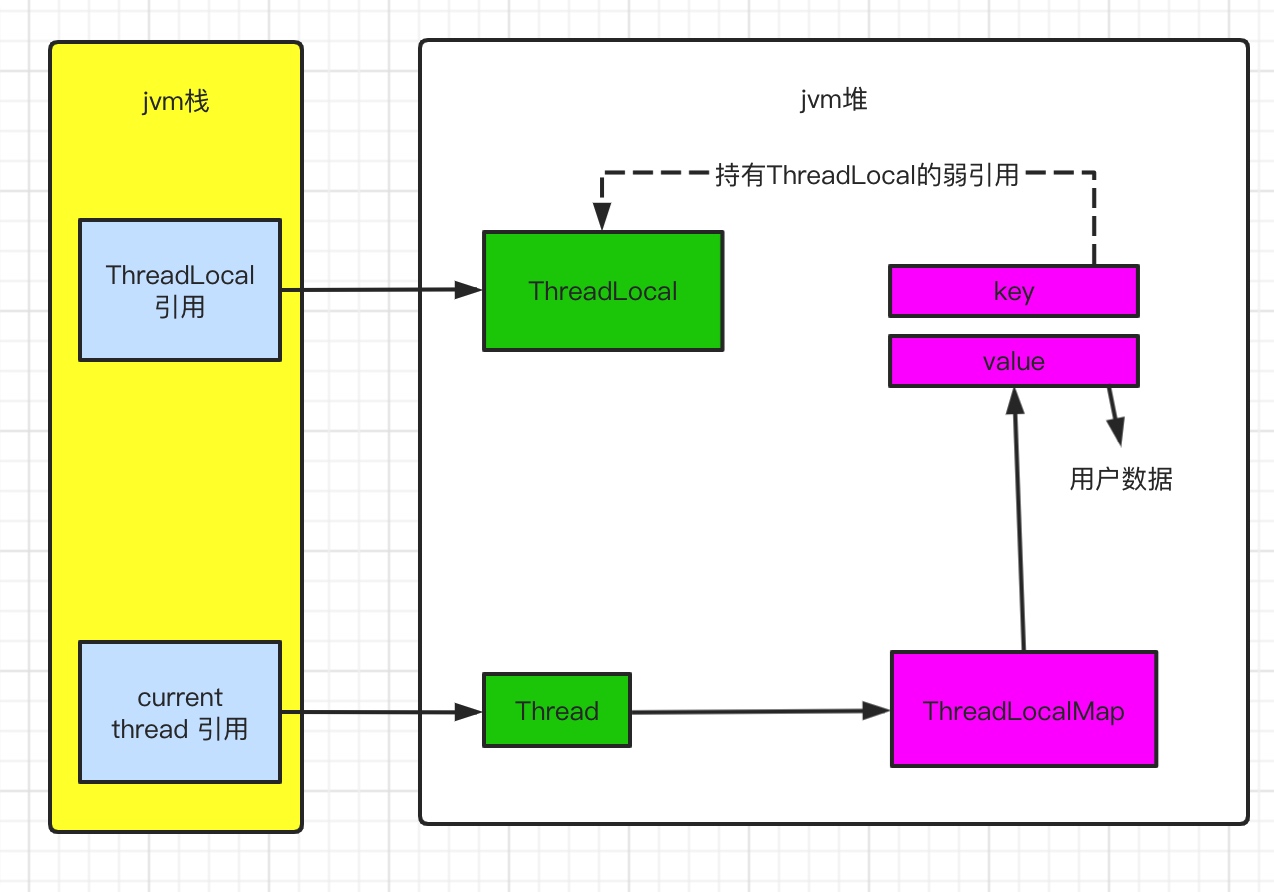 jvm栈
jvm堆
持有ThreadLocal的弱引用
ThreadLocal
引用
ThreadLocal
key
value
用户数据
current
thread 引用
Thread
ThreadLocalMap